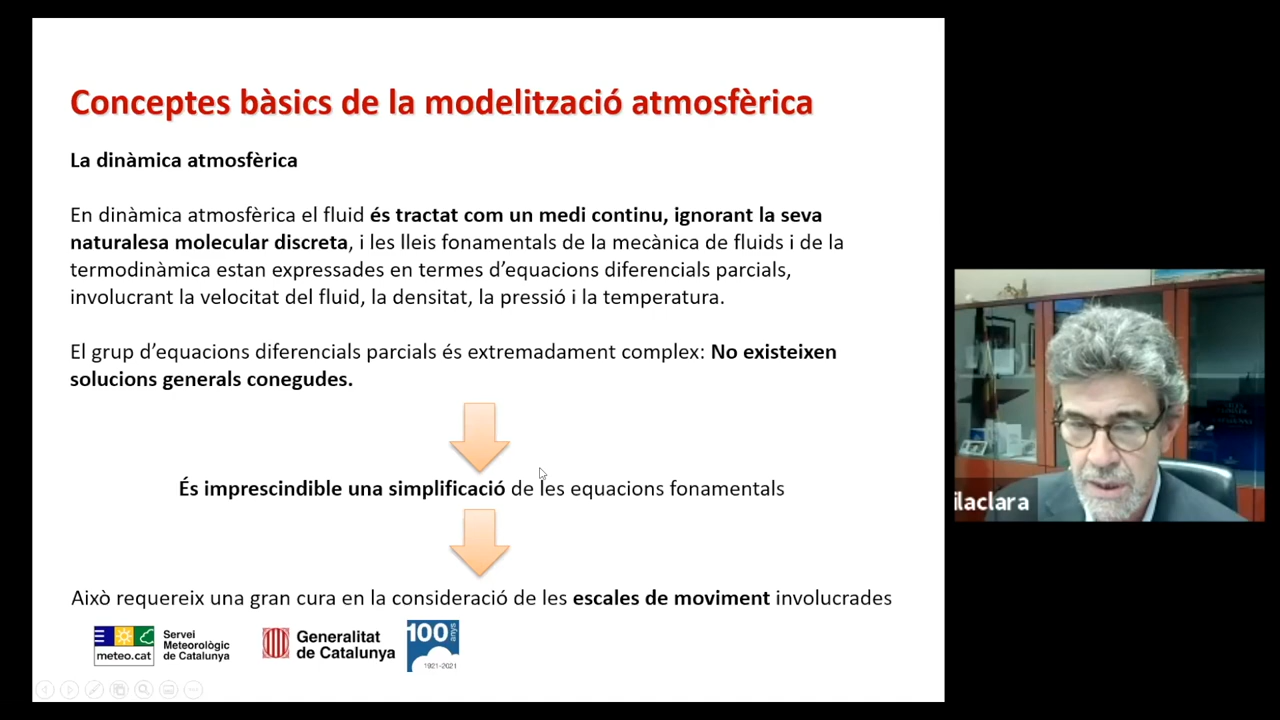 Conceptes bàsics de la modelització atmosfèrica
La dinàmica atmosfèrica
En dinàmica atmosfèrica el fluid és tractat com un medi continu, ignorant la seva
naturalesa molecular discreta, i les lleis fonamentals de la mecànica de fluids i de la
termodinàmica estan expressades en termes d’equacions diferencials parcials,
involucrant la velocitat del fluid, la densitat, la pressió i la temperatura.
El grup d’equacions diferencials parcials és extremadament complex: No existeixen
solucions generals conegudes.
És imprescindible una simplificació de les equacions fonamentals
Això requereix una gran cura en la consideració de les escales de moviment involucrades
meteo.cat
Servei
Meteorològic
de Catalunya
Generalitat
de Catalunya
100
anys
1921-2021
ilaclara